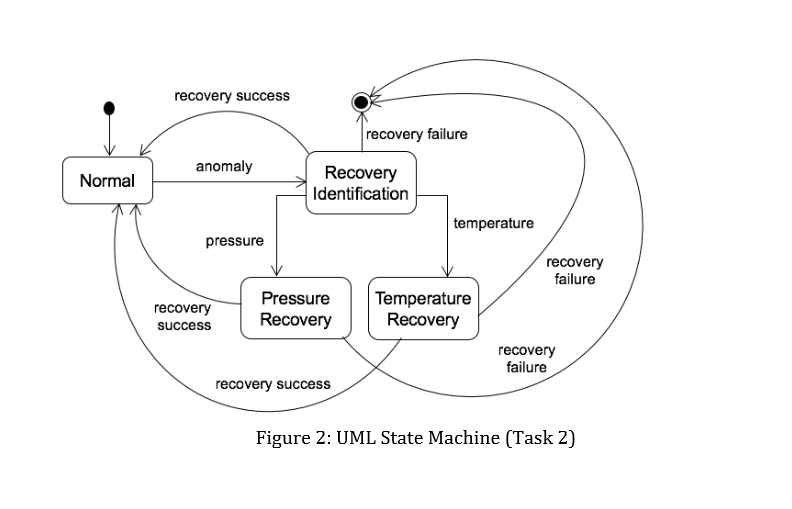 recovery success
recovery failure
anomaly
Normal
Recovery
Identification
pressure
temperature
recovery
failure
Pressure
Recovery
Temperature
Recovery
recovery
success
recovery
failure
recovery success
Figure 2: UML State Machine (Task 2)